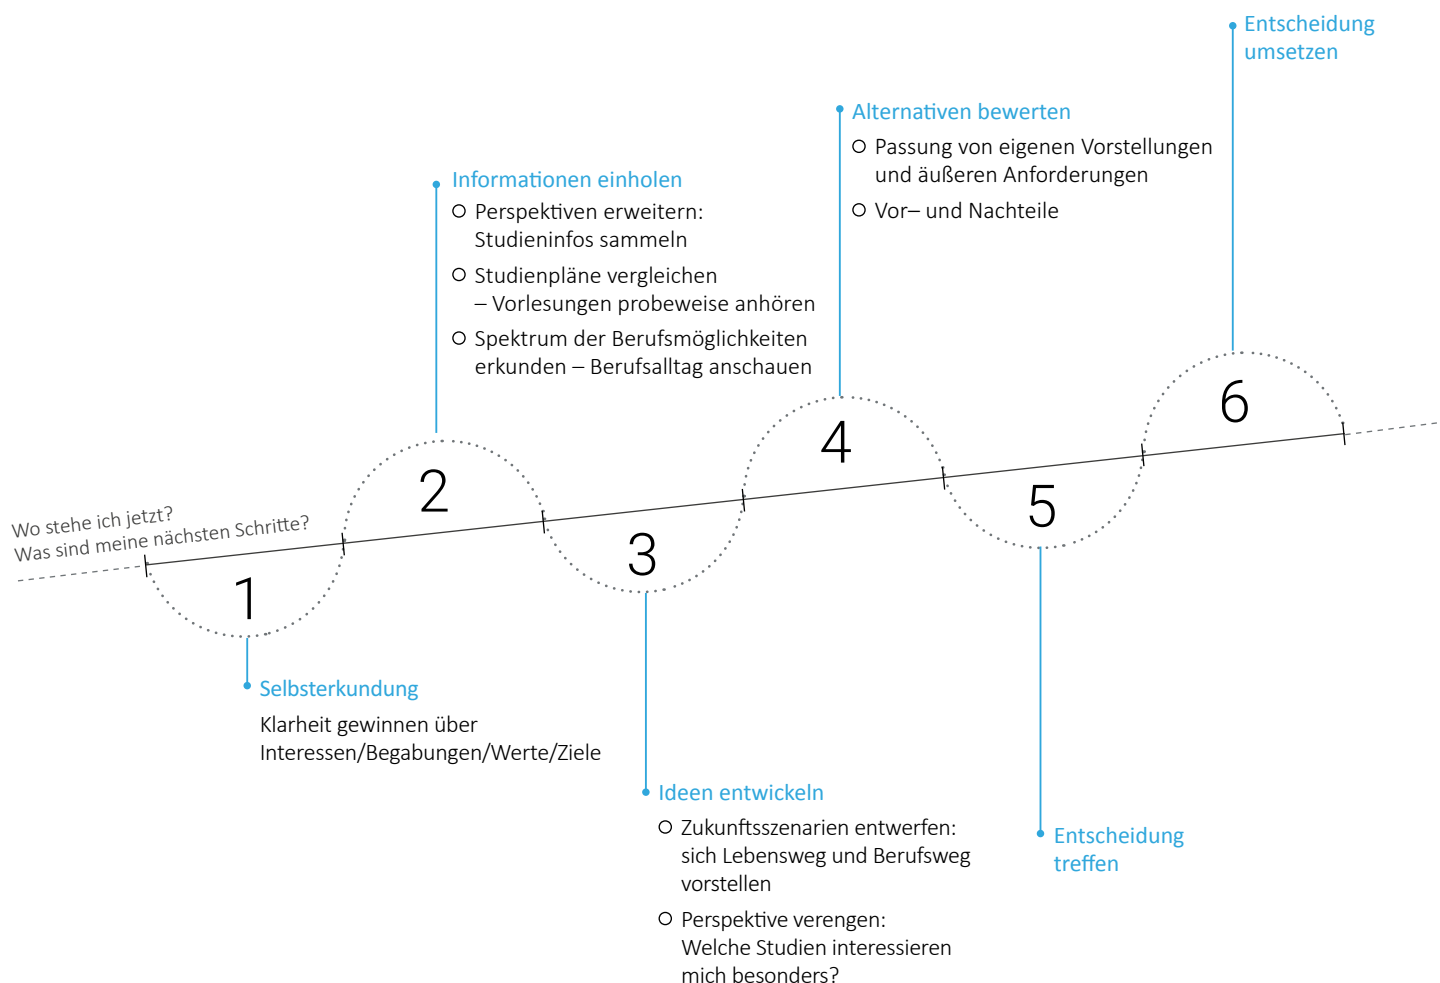 Wo stehe ich jetzt?
Was sind meine nächsten Schritte?
1
Selbsterkundung
Klarheit gewinnen über
Interessen/Begabungen/Werte/Ziele
2
Informationen einholen
Perspektiven erweitern:
Studieninfos sammeln
Studienpläne vergleichen
– Vorlesungen probeweise anhören
Spektrum der Berufsmöglichkeiten
erkunden – Berufsalltag anschauen
3
Ideen entwickeln
Zukunftsszenarien entwerfen:
sich Lebensweg und Berufsweg
vorstellen
Perspektive verengen:
Welche Studien interessieren
mich besonders?
4
Alternativen bewerten
Passung von eigenen Vorstellungen
und äußeren Anforderungen
Vor– und Nachteile
5
Entscheidung
treffen
6
Entscheidung
umsetzen